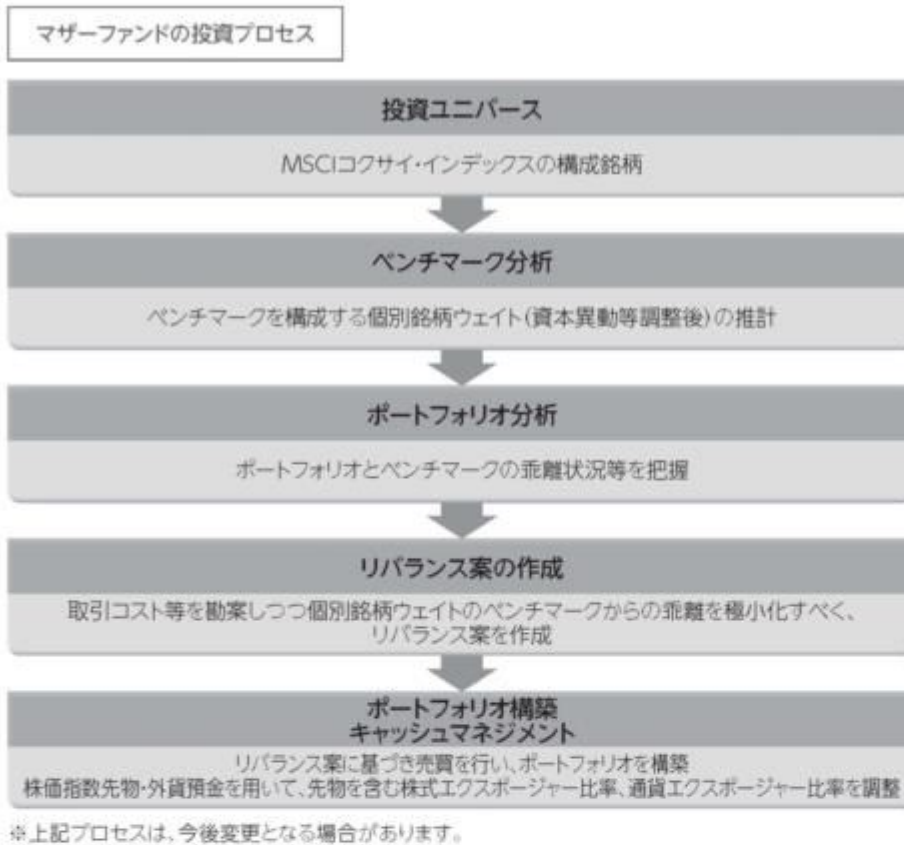 マザーファンドの投資プロセス
投資ユニバース
MSCIコクサイ・インデックスの構成銘柄
ベンチマーク分析
ベンチマークを構成する個別銘柄ウェイト(資本異動等調整後)の推計
ポートフォリオ分析
ポートフォリオとベンチマークの乖離状況等を把握
リバランス案の作成
取引コスト等を勘案しつつ個別銘柄ウェイトのベンチマークからの乖離を極小化すべく、
リバランス案を作成
ポートフォリオ構築
キャッシュマネジメント
リバランス案に基づき売買を行い、ポートフォリオを構築
株価指数先物・外貨預金を用いて、先物を含む株式エクスポージャー比率、通貨エクスポージャー比率を調整
※上記プロセスは、今後変更となる場合があります。